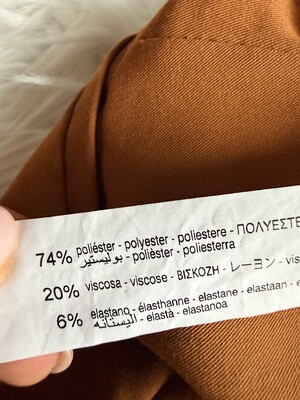 74% poliéster - polyester - poliestere - ΠΟΛΥΕΣΤΕ
بوليستير - polièster - poliesterra
20% viscosa - viscose - ΒΙΣΚΟΖΗ - レーヨン - vis
6% elastano - élasthanne - elastane - elastaan - e
اليستانه - elastà - elastanoa